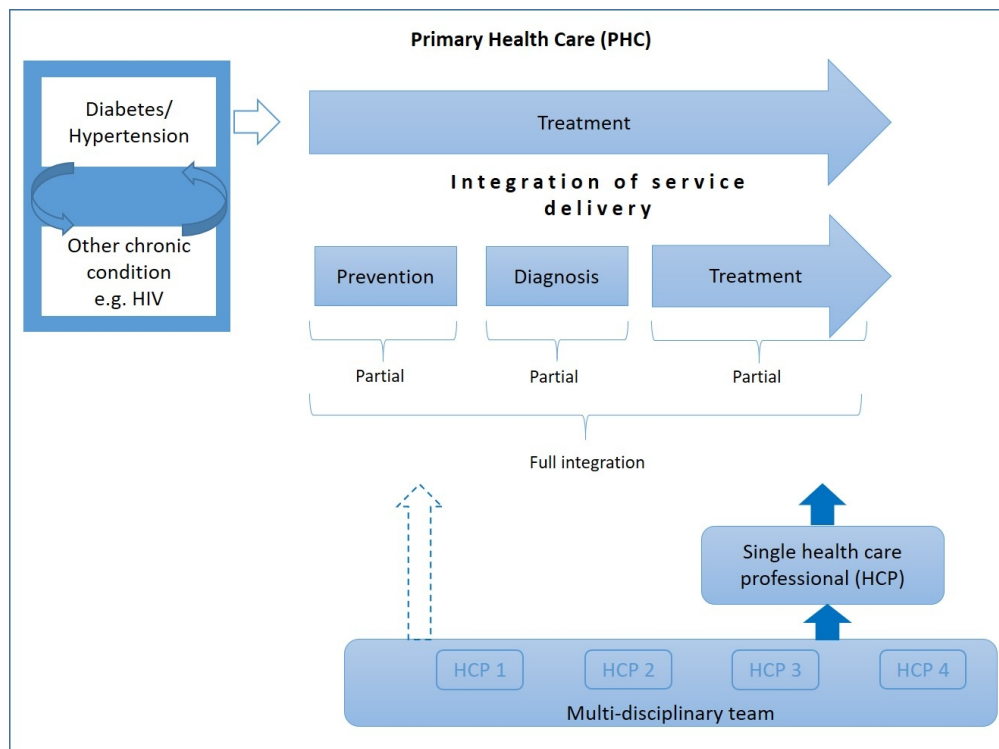 Primary Health Care (PHC)
Diabetes/
Hypertension
Treatment
Integration of service
delivery
Other chronic
condition
e.g. HIV
Prevention
Diagnosis
Treatment
Partial
Partial
Partial
Full integration
Single health care
professional (HCP)
HCP 1
HCP 2
HCP 3
HCP 4
Multi-disciplinary team